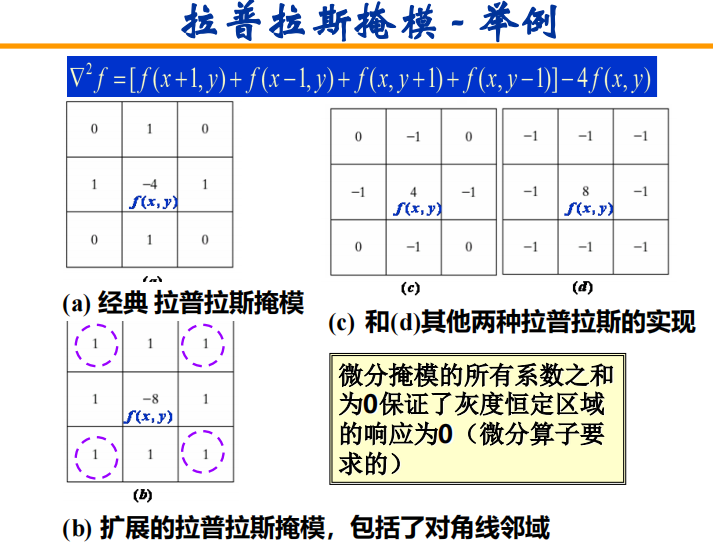 拉普拉斯掩模 - 举例
∇²f =[f(x+1,y)+f(x−1,y)+f(x,y+1)+f(x,y−1)]−4f(x,y)
0 1 0
1 −4 1
f(x,y)
0 1 0
(a)
(a) 经典 拉普拉斯掩模
1 1 1
1 −8 1
f(x,y)
1 1 1
(b)
(b) 扩展的拉普拉斯掩模，包括了对角线邻域
0 −1 0
−1 4 −1
f(x,y)
0 −1 0
(c)
−1 −1 −1
−1 8 −1
f(x,y)
−1 −1 −1
(d)
(c) 和(d)其他两种拉普拉斯的实现
微分掩模的所有系数之和
为0保证了灰度恒定区域
的响应为0（微分算子要
求的）